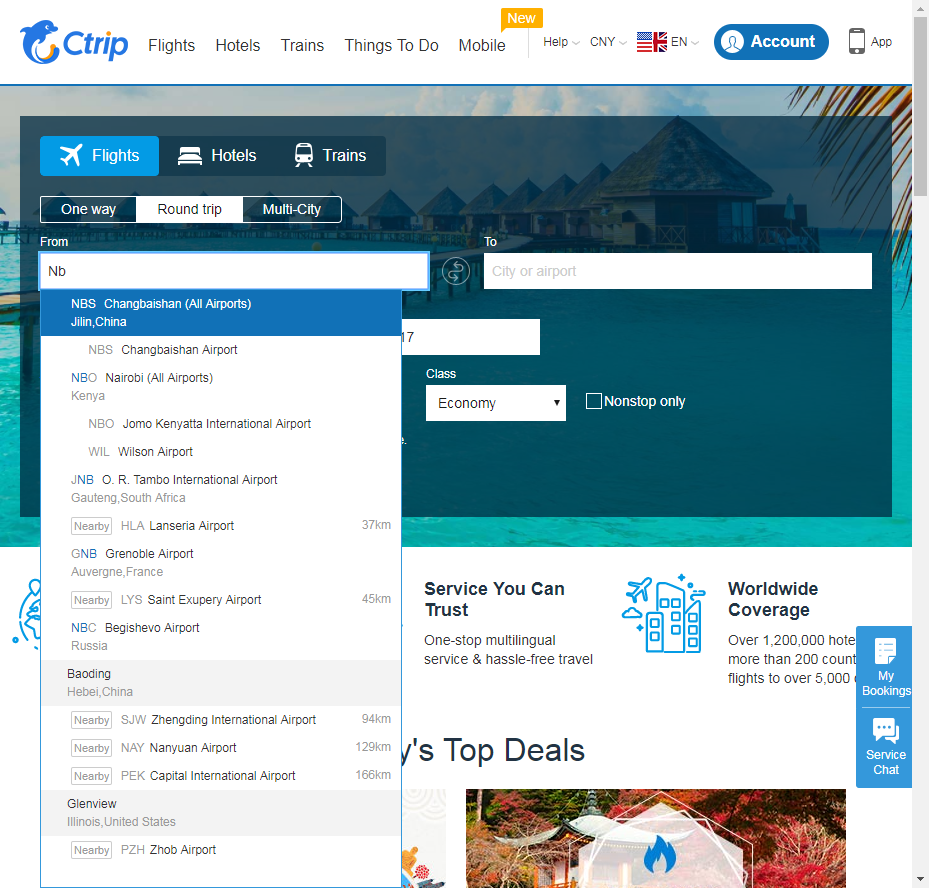 New
Ctrip
Flights Hotels Trains Things To Do Mobile Help CNY EN Account App
Flights Hotels Trains
One way Round trip Multi-City
From To
Nb City or airport
NBS Changbaishan (All Airports)
Jilin,China
17
NBS Changbaishan Airport
NBO Nairobi (All Airports)
Kenya
Class
Economy Nonstop only
NBO Jomo Kenyatta International Airport
e.
WIL Wilson Airport
JNB O. R. Tambo International Airport
Gauteng,South Africa
Nearby HLA Lanseria Airport 37km
GNB Grenoble Airport
Auvergne,France
Nearby LYS Saint Exupery Airport 45km
NBC Begishevo Airport
Russia
Baoding
Hebei,China
Nearby SJW Zhengding International Airport 94km
Nearby NAY Nanyuan Airport 129km
Nearby PEK Capital International Airport 166km
Glenview
Illinois,United States
Nearby PZH Zhob Airport
Service You Can
Trust
One-stop multilingual
service & hassle-free travel
Worldwide
Coverage
Over 1,200,000 hote
more than 200 count
flights to over 5,000
My
Bookings
Service
Chat
y's Top Deals